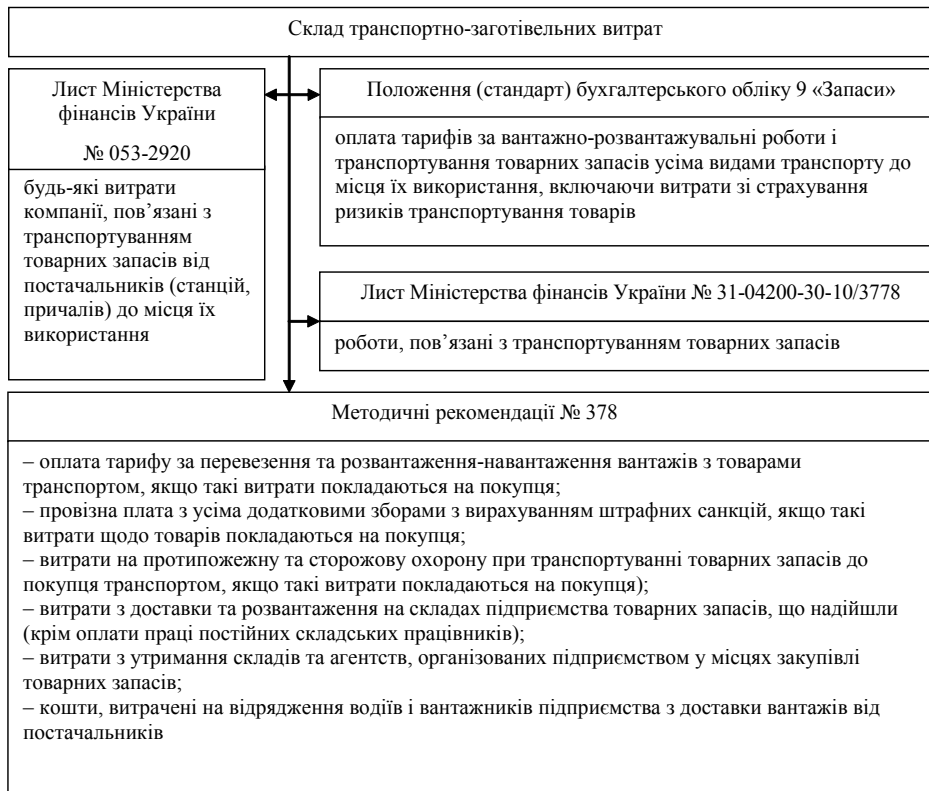 Склад транспортно-заготівельних витрат
Лист Міністерства
фінансів України
№ 053-2920
будь-які витрати
компанії, пов’язані з
транспортуванням
товарних запасів від
постачальників (станцій,
причалів) до місця їх
використання
Положення (стандарт) бухгалтерського обліку 9 «Запаси»
оплата тарифів за вантажно-розвантажувальні роботи і
транспортування товарних запасів усіма видами транспорту до
місця їх використання, включаючи витрати зі страхування
ризиків транспортування товарів
Лист Міністерства фінансів України № 31-04200-30-10/3778
роботи, пов’язані з транспортуванням товарних запасів
Методичні рекомендації № 378
– оплата тарифу за перевезення та розвантаження-навантаження вантажів з товарами
транспортом, якщо такі витрати покладаються на покупця;
– провізна плата з усіма додатковими зборами з вирахуванням штрафних санкцій, якщо такі
витрати щодо товарів покладаються на покупця;
– витрати на протипожежну та сторожову охорону при транспортуванні товарних запасів до
покупця транспортом, якщо такі витрати покладаються на покупця);
– витрати з доставки та розвантаження на складах підприємства товарних запасів, що надійшли
(крім оплати праці постійних складських працівників);
– витрати з утримання складів та агентств, організованих підприємством у місцях закупівлі
товарних запасів;
– кошти, витрачені на відрядження водіїв і вантажників підприємства з доставки вантажів від
постачальників